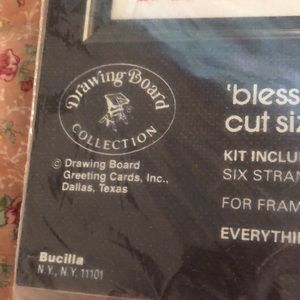 Drawing Board
COLLECTION
© Drawing Board
Greeting Cards, Inc.,
Dallas, Texas
Bucilla
N.Y., N.Y. 11101
'bless
cut siz
KIT INCLU
SIX STRAN
FOR FRAM
EVERYTHI